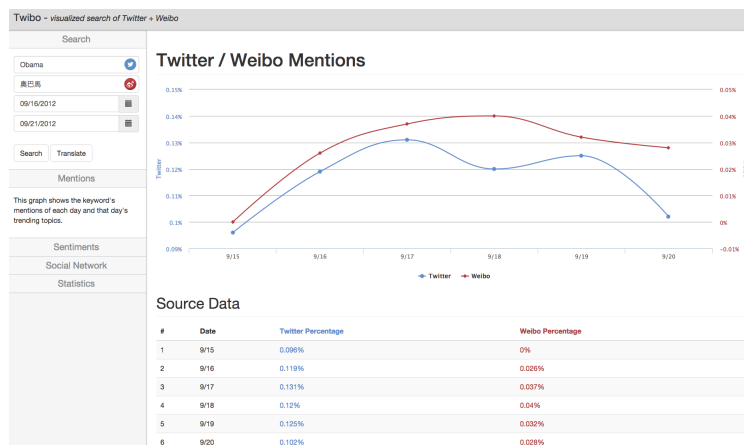 Twibo - visualized search of Twitter + Weibo
Search
Obama
奧巴馬
09/16/2012
09/21/2012
Search Translate
Mentions
This graph shows the keyword's
mentions of each day and that day's
trending topics.
Sentiments
Social Network
Statistics
Twitter / Weibo Mentions
0.15% 0.05%
0.14% 0.04%
0.13% 0.03%
0.12% 0.02%
0.11% 0.01%
0.1% 0%
0.09% -0.01%
Twitter
9/15 9/16 9/17 9/18 9/19 9/20
Twitter Weibo
Source Data
# Date Twitter Percentage Weibo Percentage
1 9/15 0.096% 0%
2 9/16 0.119% 0.026%
3 9/17 0.131% 0.037%
4 9/18 0.12% 0.04%
5 9/19 0.125% 0.032%
6 9/20 0.102% 0.028%